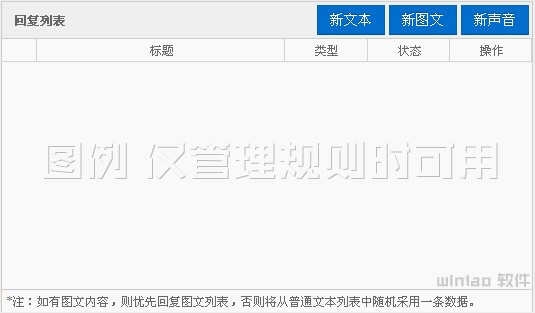 回复列表 新文本 新图文 新声音
标题 类型 状态 操作
图例 仅管理规则时可用
wintao 软件
*注：如有图文内容，则优先回复图文列表，否则将从普通文本列表中随机采用一条数据。